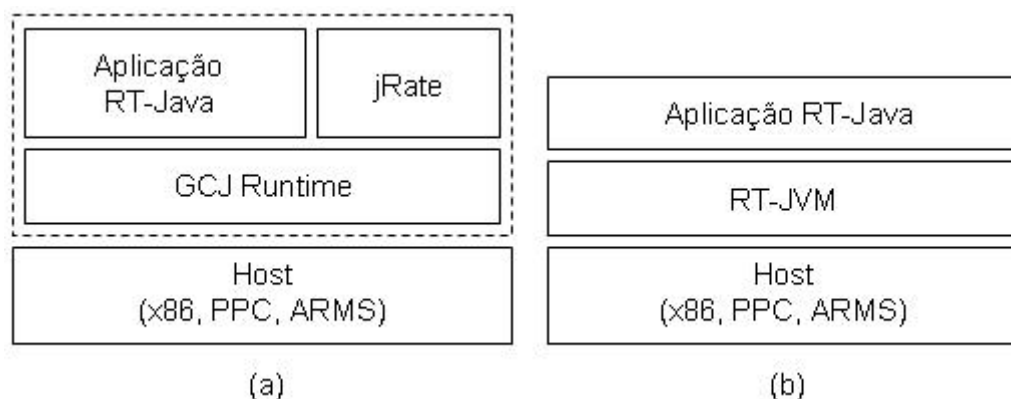 Aplicação
RT-Java
jRate
GCJ Runtime
Host
(x86, PPC, ARMS)
(a)
Aplicação RT-Java
RT-JVM
Host
(x86, PPC, ARMS)
(b)